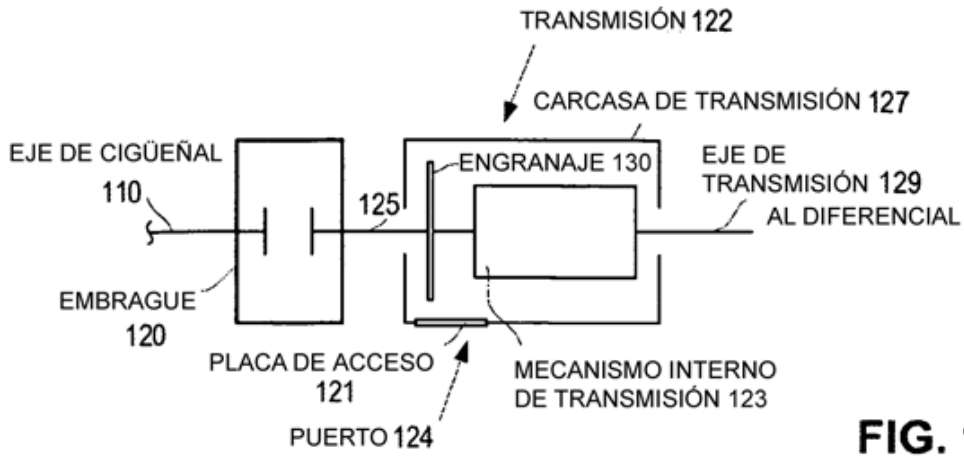 TRANSMISIÓN 122
CARCASA DE TRANSMISIÓN 127
EJE DE CIGÜEÑAL
110
ENGRANAJE 130
EJE DE
TRANSMISIÓN 129
AL DIFERENCIAL
125
EMBRAGUE
120
PLACA DE ACCESO
121
MECANISMO INTERNO
DE TRANSMISIÓN 123
PUERTO 124
FIG.